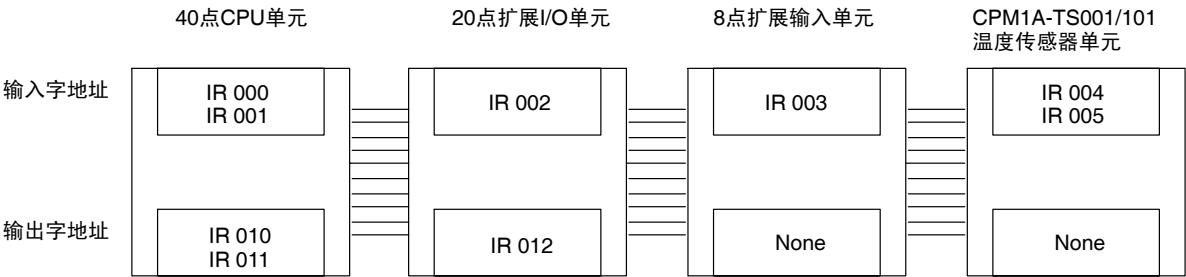 40点CPU单元
20点扩展I/O单元
8点扩展输入单元
CPM1A-TS001/101
温度传感器单元
输入字地址
IR 000
IR 001
IR 002
IR 003
IR 004
IR 005
输出字地址
IR 010
IR 011
IR 012
None
None